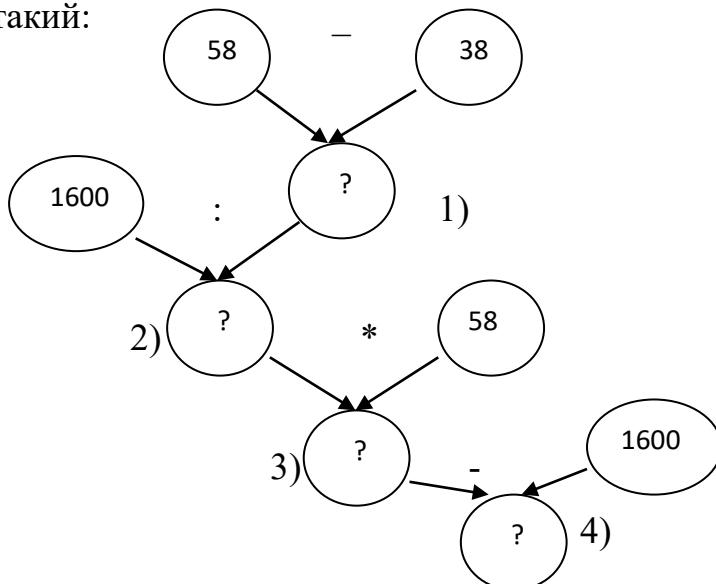 такий:
58 – 38
1600 : ? 1)
2) ? * 58
3) ? - 1600
? 4)